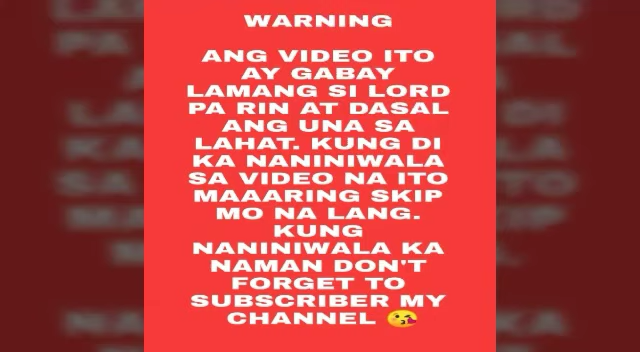 WARNING
ANG VIDEO ITO
AY GABAY
LAMANG SI LORD
PA RIN AT DASAL
ANG UNA SA
LAHAT. KUNG DI
KA NANINIWALA
SA VIDEO NA ITO
MAAARING SKIP
MO NA LANG.
KUNG
NANINIWALA KA
NAMAN DON'T
FORGET TO
SUBSCRIBER MY
CHANNEL 😘